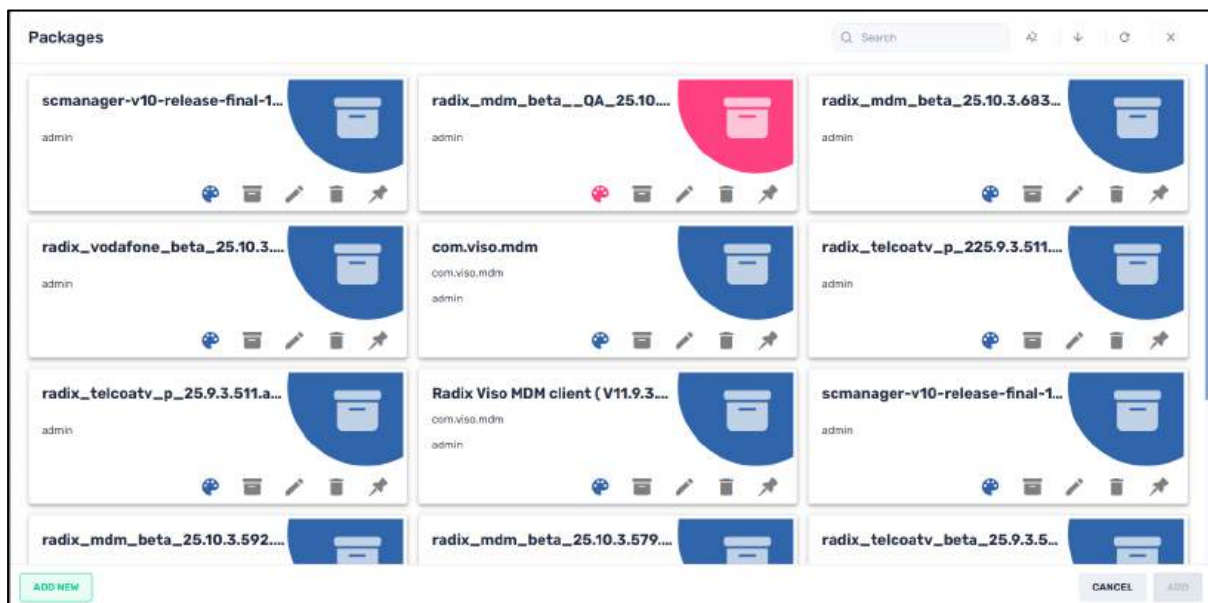 Packages
Search
AZ
scmanager-v10-release-final-1...
admin
radix_mdm_beta__QA_25.10....
admin
radix_mdm_beta_25.10.3.683...
admin
radix_vodafone_beta_25.10.3....
admin
com.viso.mdm
com.viso.mdm
admin
radix_telcoatv_p_225.9.3.511....
admin
radix_telcoatv_p_25.9.3.511.a...
admin
Radix Viso MDM client ( V11.9.3....
com.viso.mdm
admin
scmanager-v10-release-final-1...
admin
radix_mdm_beta_25.10.3.592....
radix_mdm_beta_25.10.3.579....
radix_telcoatv_beta_25.9.3.5...
ADD NEW
CANCEL
ADD